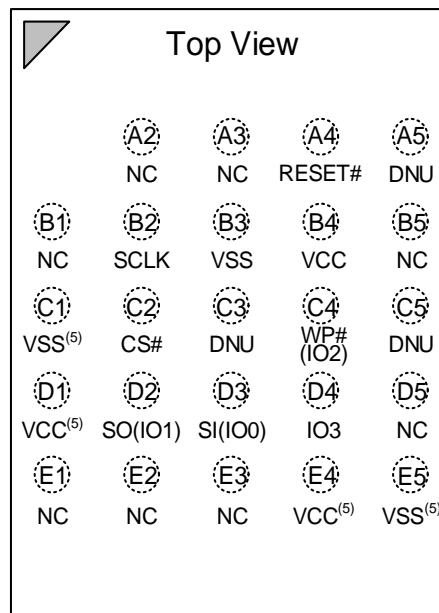 Top View
A2 A3 A4 A5
NC NC RESET# DNU
B1 B2 B3 B4 B5
NC SCLK VSS VCC NC
C1 C2 C3 C4 C5
VSS(5) CS# DNU WP# DNU
(IO2)
D1 D2 D3 D4 D5
VCC(5) SO(IO1) SI(IO0) IO3 NC
E1 E2 E3 E4 E5
NC NC NC VCC(5) VSS(5)